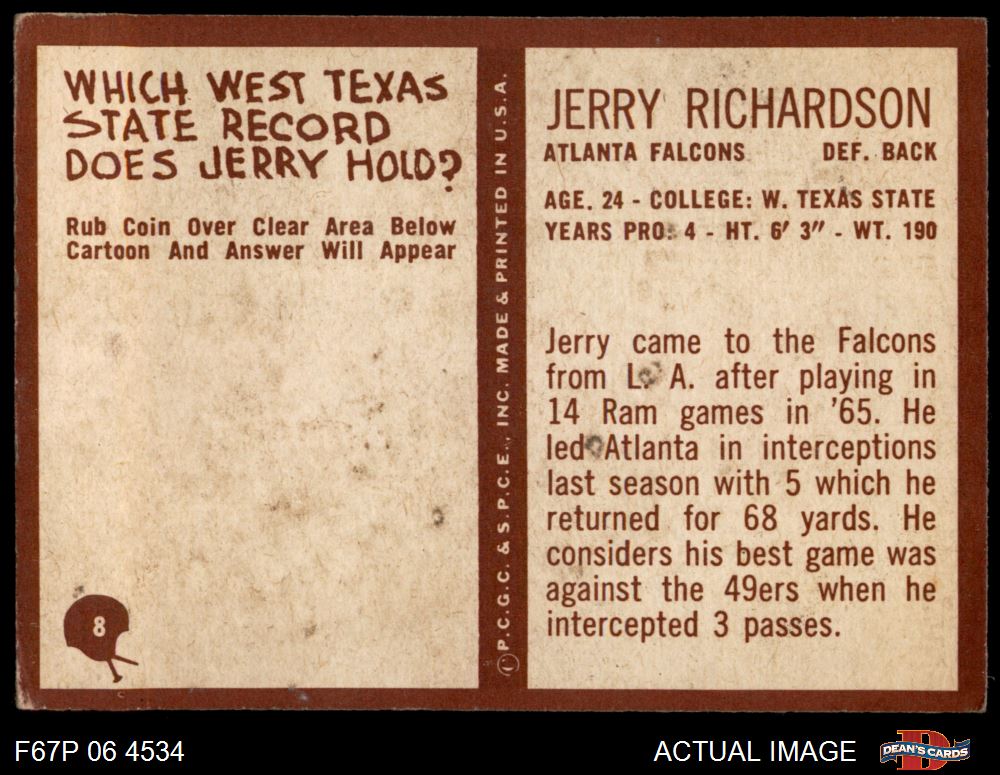 WHICH WEST TEXAS
STATE RECORD
DOES JERRY HOLD?
Rub Coin Over Clear Area Below
Cartoon And Answer Will Appear
8
© P.C.G.C. & S.P.C.E., INC. MADE & PRINTED IN U.S.A.
JERRY RICHARDSON
ATLANTA FALCONS DEF. BACK
AGE. 24 - COLLEGE: W. TEXAS STATE
YEARS PRO: 4 - HT. 6' 3" - WT. 190
Jerry came to the Falcons
from L. A. after playing in
14 Ram games in '65. He
led Atlanta in interceptions
last season with 5 which he
returned for 68 yards. He
considers his best game was
against the 49ers when he
intercepted 3 passes.
F67P 06 4534
ACTUAL IMAGE
D
DEAN'S CARDS